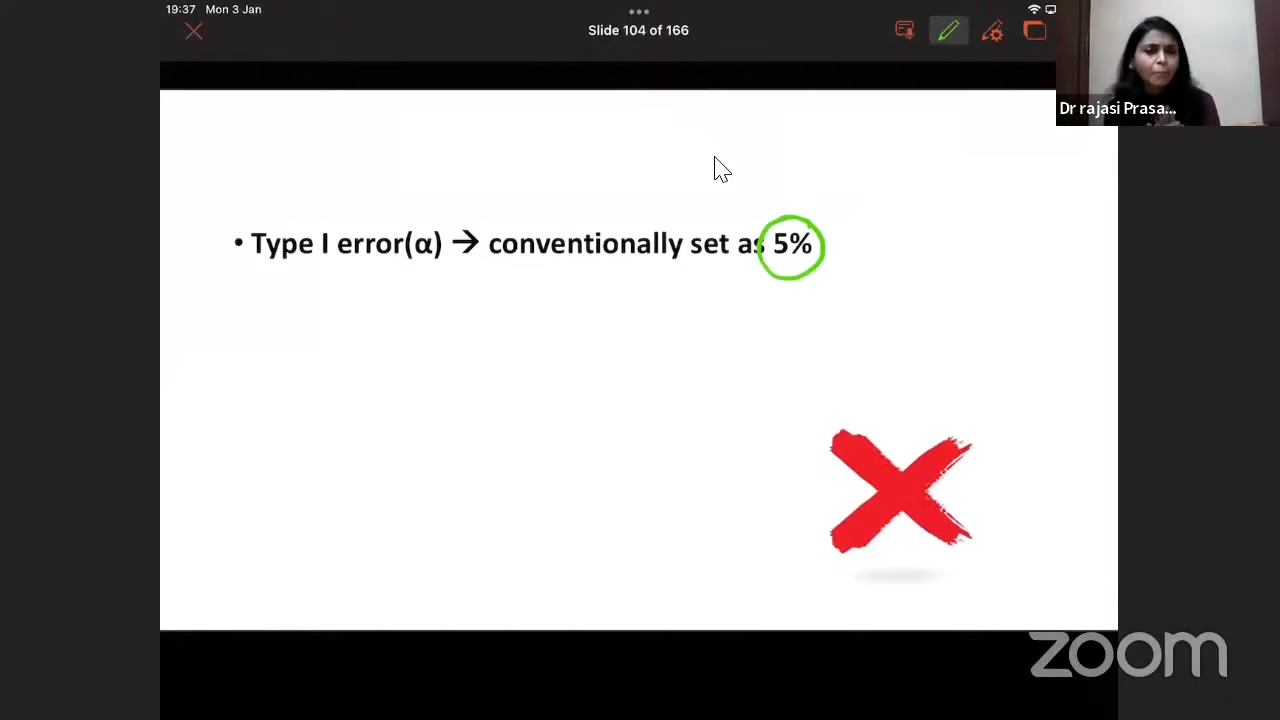 19:37 Mon 3 Jan
Slide 104 of 166
Dr rajasi Prasa...
• Type I error(α) → conventionally set as 5%
zoom